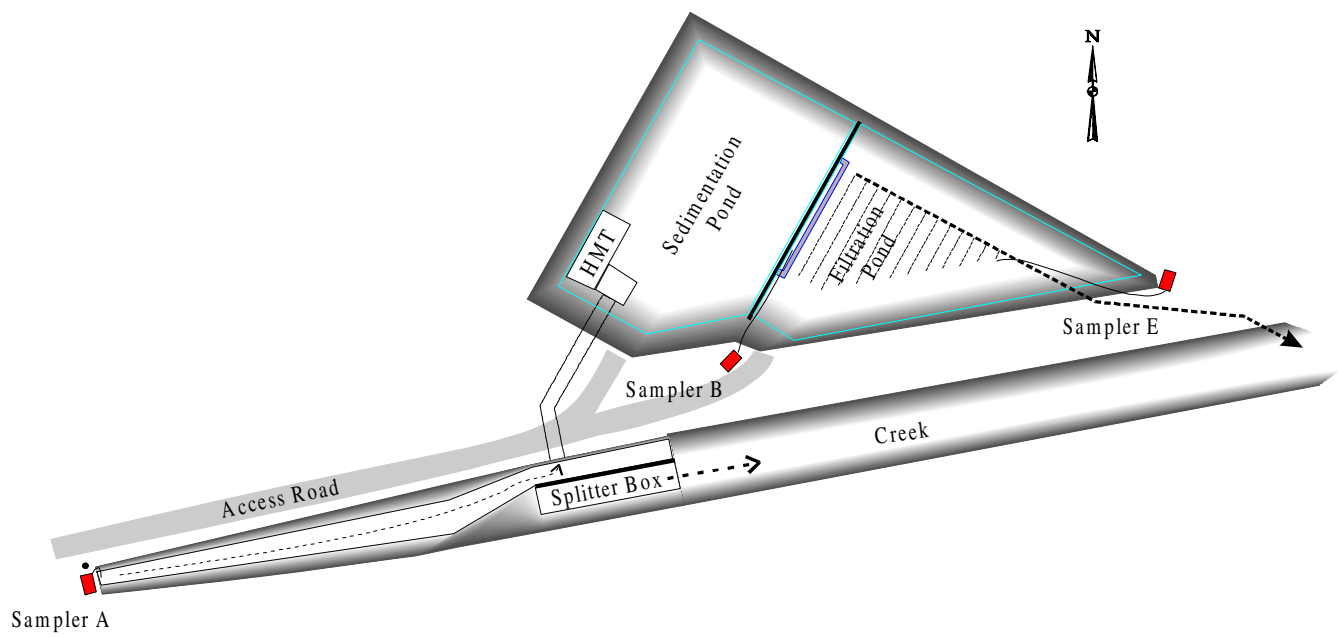 N
Sedimentation
Pond
HMT
Filtration
Pond
Sampler E
Sampler B
Creek
Splitter Box
Access Road
Sampler A